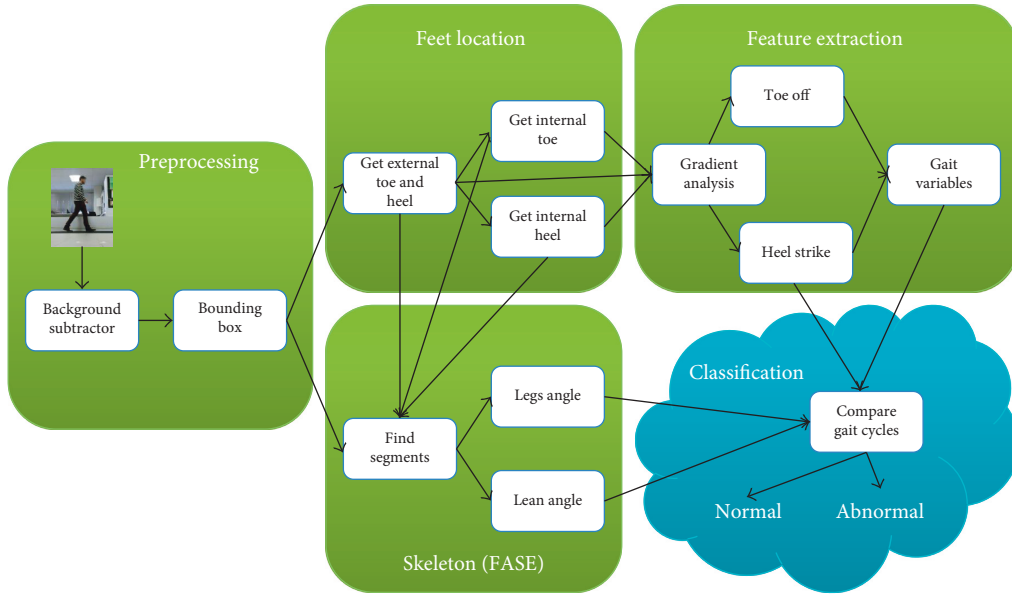 Preprocessing
Background
subtractor
Bounding
box
Feet location
Get external
toe and
heel
Get internal
toe
Get internal
heel
Feature extraction
Gradient
analysis
Toe off
Heel strike
Gait
variables
Find
segments
Legs angle
Lean angle
Skeleton (FASE)
Classification
Compare
gait cycles
Normal
Abnormal